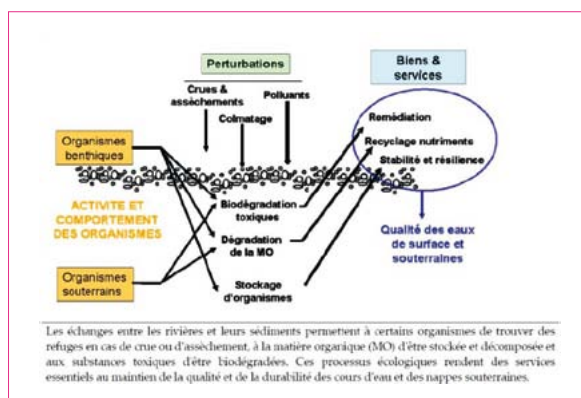 Perturbations
Biens &
services
Crues &
assèchements
Polluants
Colmatage
Remédiation
Recyclage nutriments
Stabilité et résilience
Organismes
benthiques
ACTIVITE ET
COMPORTEMENT
DES ORGANISMES
Biodégradation
toxiques
Dégradation
de la MO
Stockage
d'organismes
Organismes
souterrains
Qualité des eaux
de surface et
souterraines
Les échanges entre les rivières et leurs sédiments permettent à certains organismes de trouver des
refuges en cas de crue ou d'assèchement, à la matière organique (MO) d'être stockée et décomposée et
aux substances toxiques d'être biodégradées. Ces processus écologiques rendent des services
essentiels au maintien de la qualité et de la durabilité des cours d'eau et des nappes souterraines.